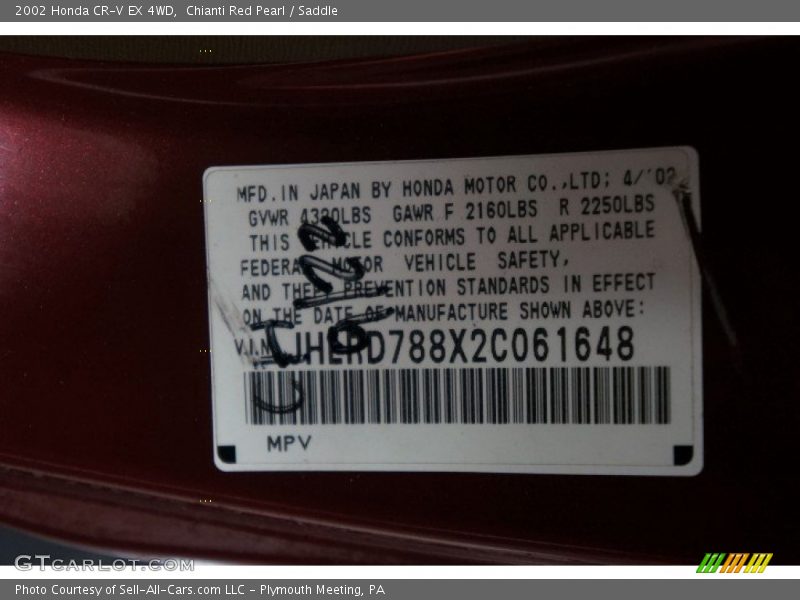 2002 Honda CR-V EX 4WD, Chianti Red Pearl / Saddle
MFD. IN JAPAN BY HONDA MOTOR CO., LTD; 4/'02
GVWR 4320LBS GAWR F 2160LBS R 2250LBS
THIS VEHICLE CONFORMS TO ALL APPLICABLE
FEDERAL MOTOR VEHICLE SAFETY,
AND THEFT PREVENTION STANDARDS IN EFFECT
ON THE DATE OF MANUFACTURE SHOWN ABOVE:
V.I.N. JHLRD788X2C061648
MPV
GTCARLOT.COM
Photo Courtesy of Sell-All-Cars.com LLC - Plymouth Meeting, PA